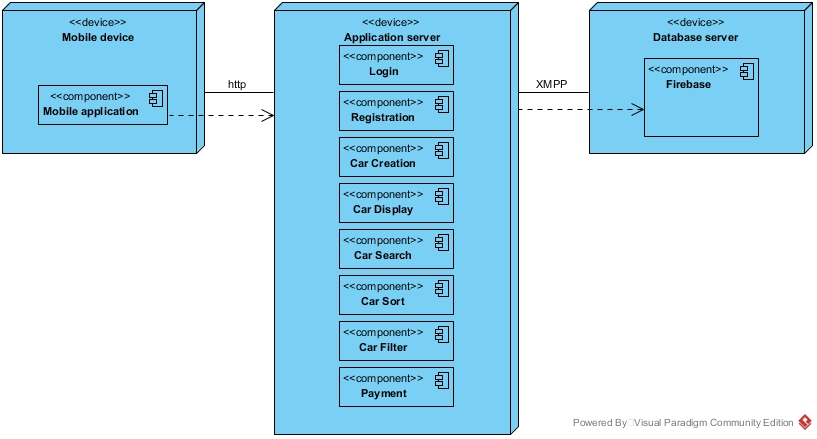 <<device>>
Mobile device
<<component>>
Mobile application
http
<<device>>
Application server
<<component>>
Login
<<component>>
Registration
<<component>>
Car Creation
<<component>>
Car Display
<<component>>
Car Search
<<component>>
Car Sort
<<component>>
Car Filter
<<component>>
Payment
XMPP
<<device>>
Database server
<<component>>
Firebase
Powered By Visual Paradigm Community Edition